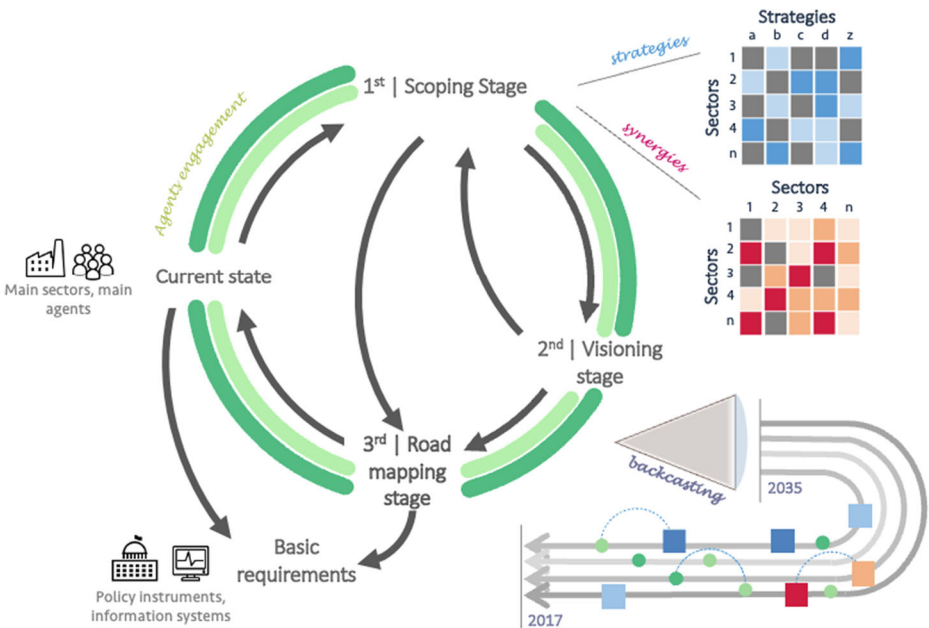 Strategies
a b c d z
Sectors
1
2
3
4
n
strategies
synergies
Sectors
1 2 3 4 n
Sectors
1
2
3
4
n
Agents engagement
1st | Scoping Stage
Current state
Main sectors, main
agents
2nd | Visioning
stage
3rd | Road
mapping
stage
backcasting
2035
Basic
requirements
Policy instruments,
information systems
2017